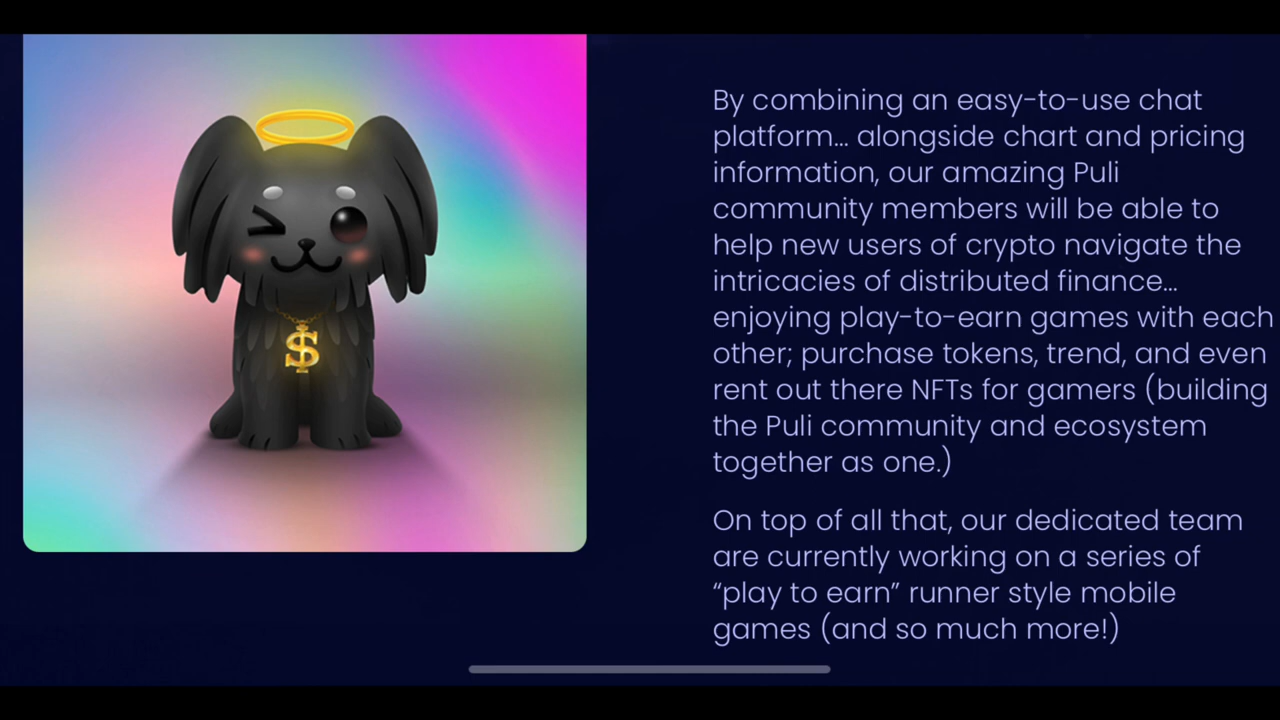 $
By combining an easy-to-use chat
platform... alongside chart and pricing
information, our amazing Puli
community members will be able to
help new users of crypto navigate the
intricacies of distributed finance...
enjoying play-to-earn games with each
other; purchase tokens, trend, and even
rent out there NFTs for gamers (building
the Puli community and ecosystem
together as one.)
On top of all that, our dedicated team
are currently working on a series of
“play to earn” runner style mobile
games (and so much more!)